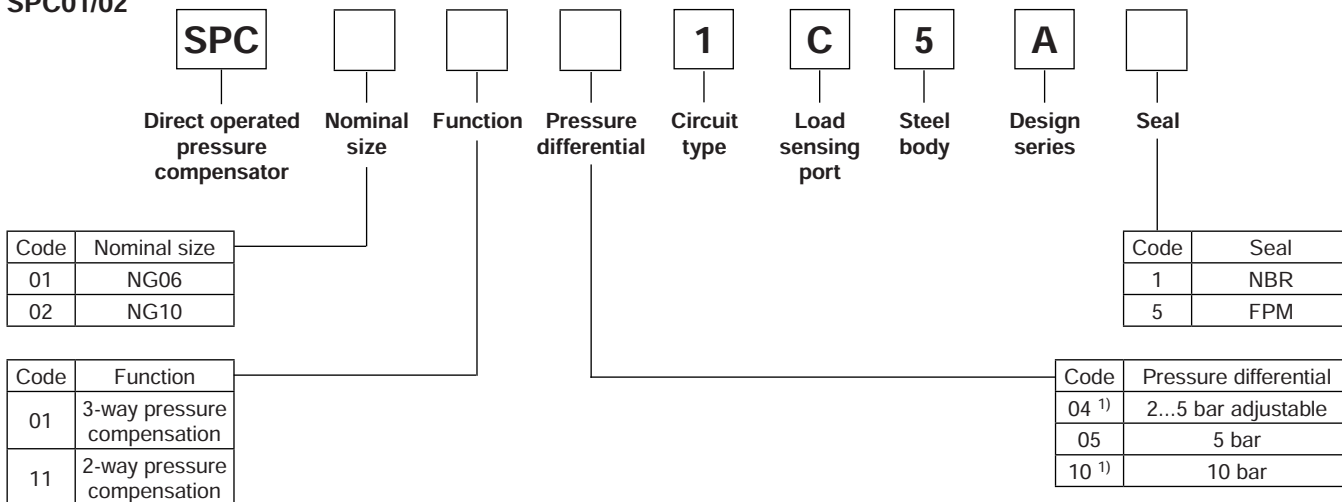 SPC01/02
SPC 1 C 5 A
Direct operated pressure compensator
Nominal size
Function
Pressure differential
Circuit type
Load sensing port
Steel body
Design series
Seal
Code Nominal size
01 NG06
02 NG10
Code Seal
1 NBR
5 FPM
Code Function
01 3-way pressure compensation
11 2-way pressure compensation
Code Pressure differential
04 1) 2...5 bar adjustable
05 5 bar
10 1) 10 bar